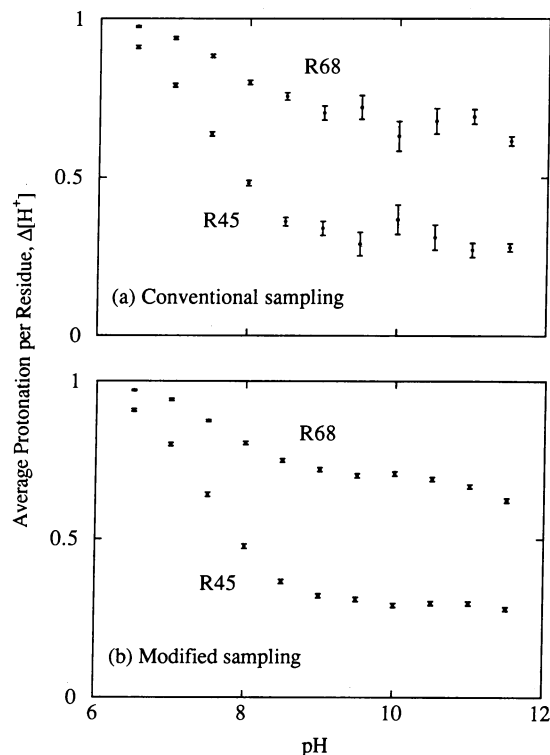 Average Protonation per Residue, Δ[H⁺]
1
R68
0.5
R45
(a) Conventional sampling
0
1
R68
0.5
R45
(b) Modified sampling
0
6 8 10 12
pH